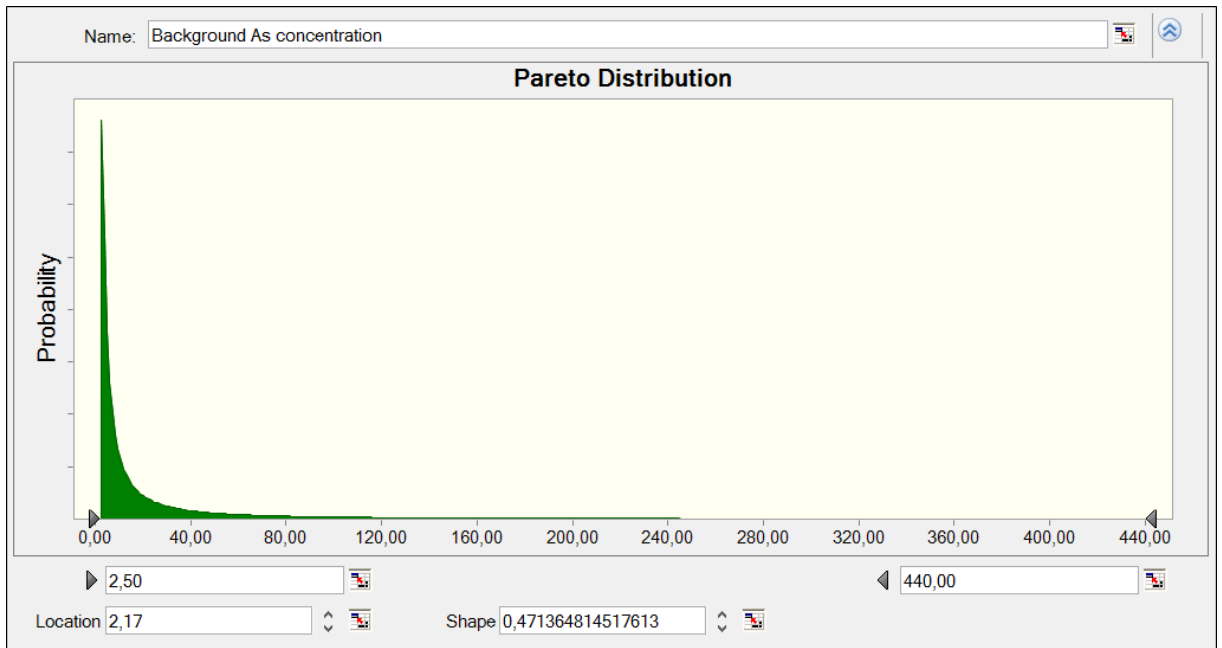 Name: Background As concentration
Pareto Distribution
Probability
0,00 40,00 80,00 120,00 160,00 200,00 240,00 280,00 320,00 360,00 400,00 440,00
2,50 440,00
Location 2,17 Shape 0,471364814517613